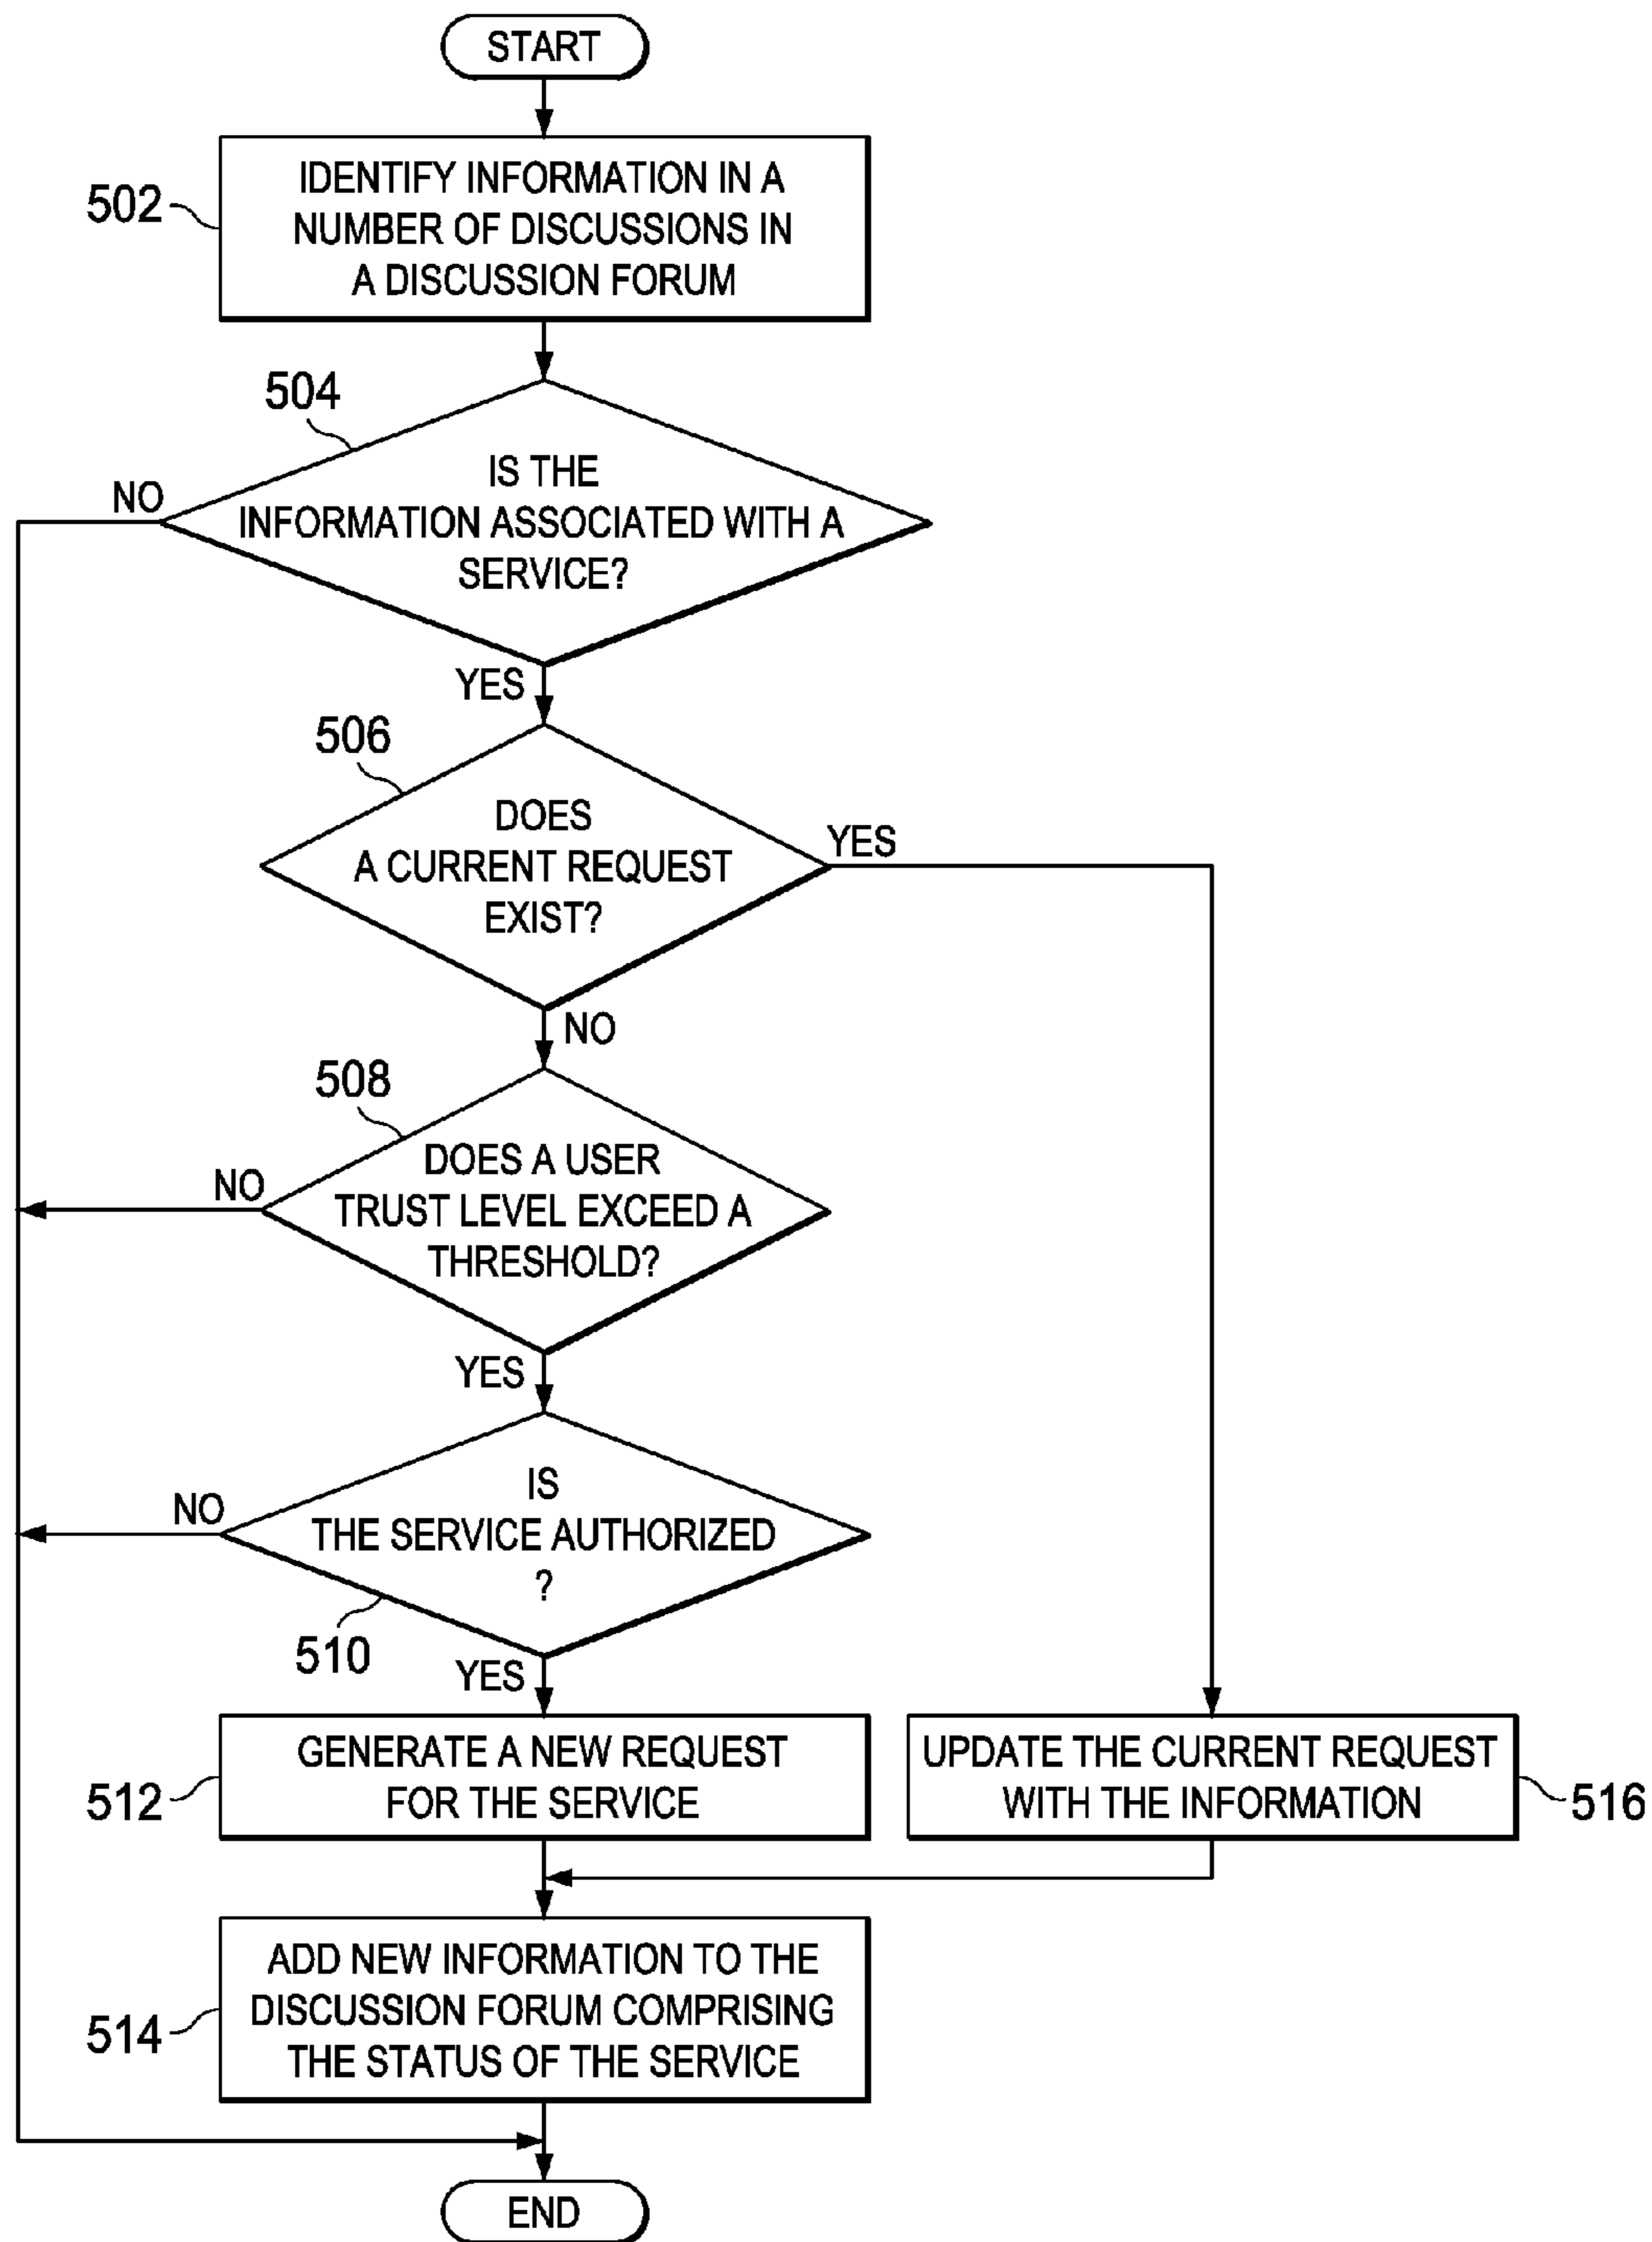 START
502
IDENTIFY INFORMATION IN A
NUMBER OF DISCUSSIONS IN
A DISCUSSION FORUM
504
NO
IS THE
INFORMATION ASSOCIATED WITH A
SERVICE?
YES
506
DOES
A CURRENT REQUEST
EXIST?
YES
NO
508
NO
DOES A USER
TRUST LEVEL EXCEED A
THRESHOLD?
YES
NO
IS
THE SERVICE AUTHORIZED
?
510
YES
512
GENERATE A NEW REQUEST
FOR THE SERVICE
UPDATE THE CURRENT REQUEST
WITH THE INFORMATION
516
514
ADD NEW INFORMATION TO THE
DISCUSSION FORUM COMPRISING
THE STATUS OF THE SERVICE
END